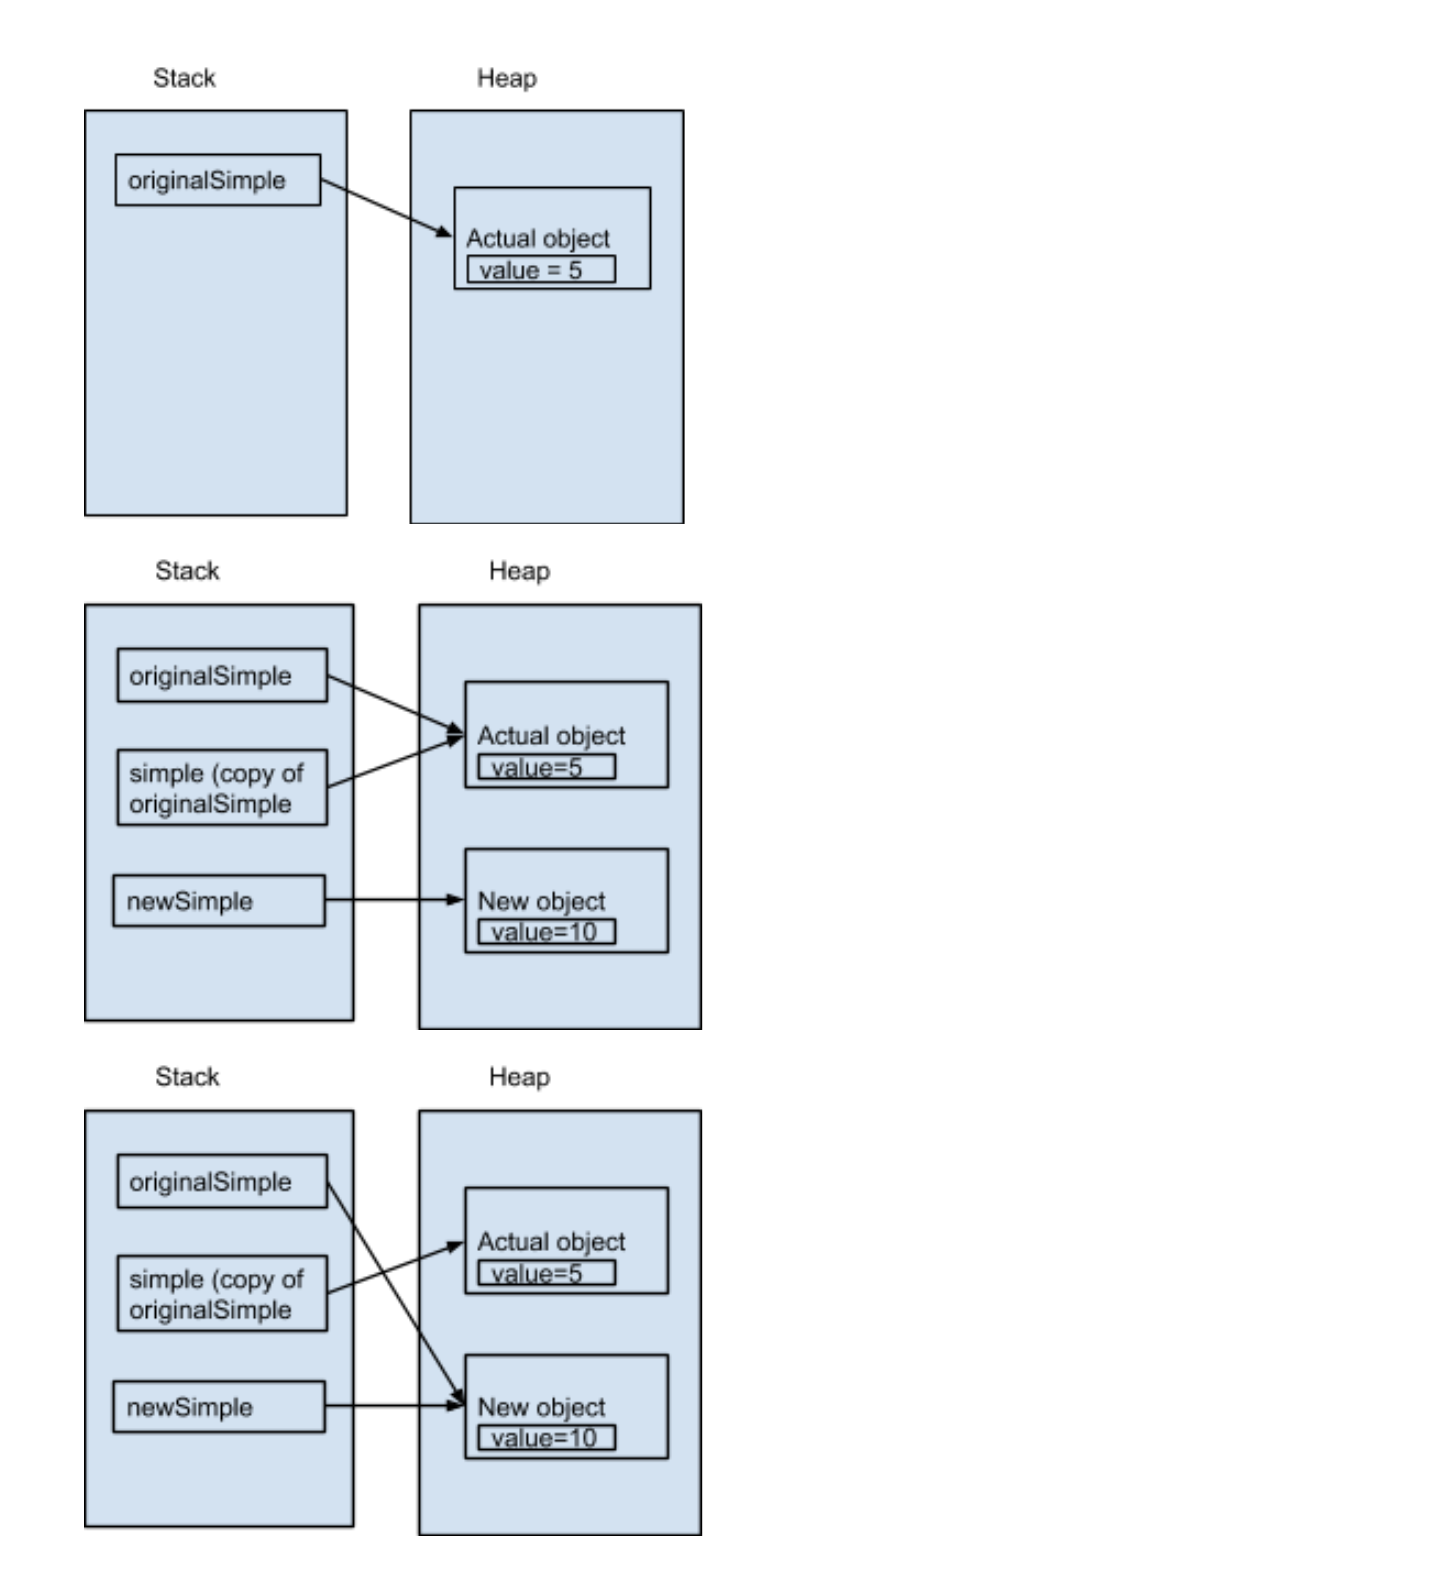 Stack
Heap
originalSimple
Actual object
value = 5
Stack
Heap
originalSimple
simple (copy of
originalSimple
newSimple
Actual object
value=5
New object
value=10
Stack
Heap
originalSimple
simple (copy of
originalSimple
newSimple
Actual object
value=5
New object
value=10